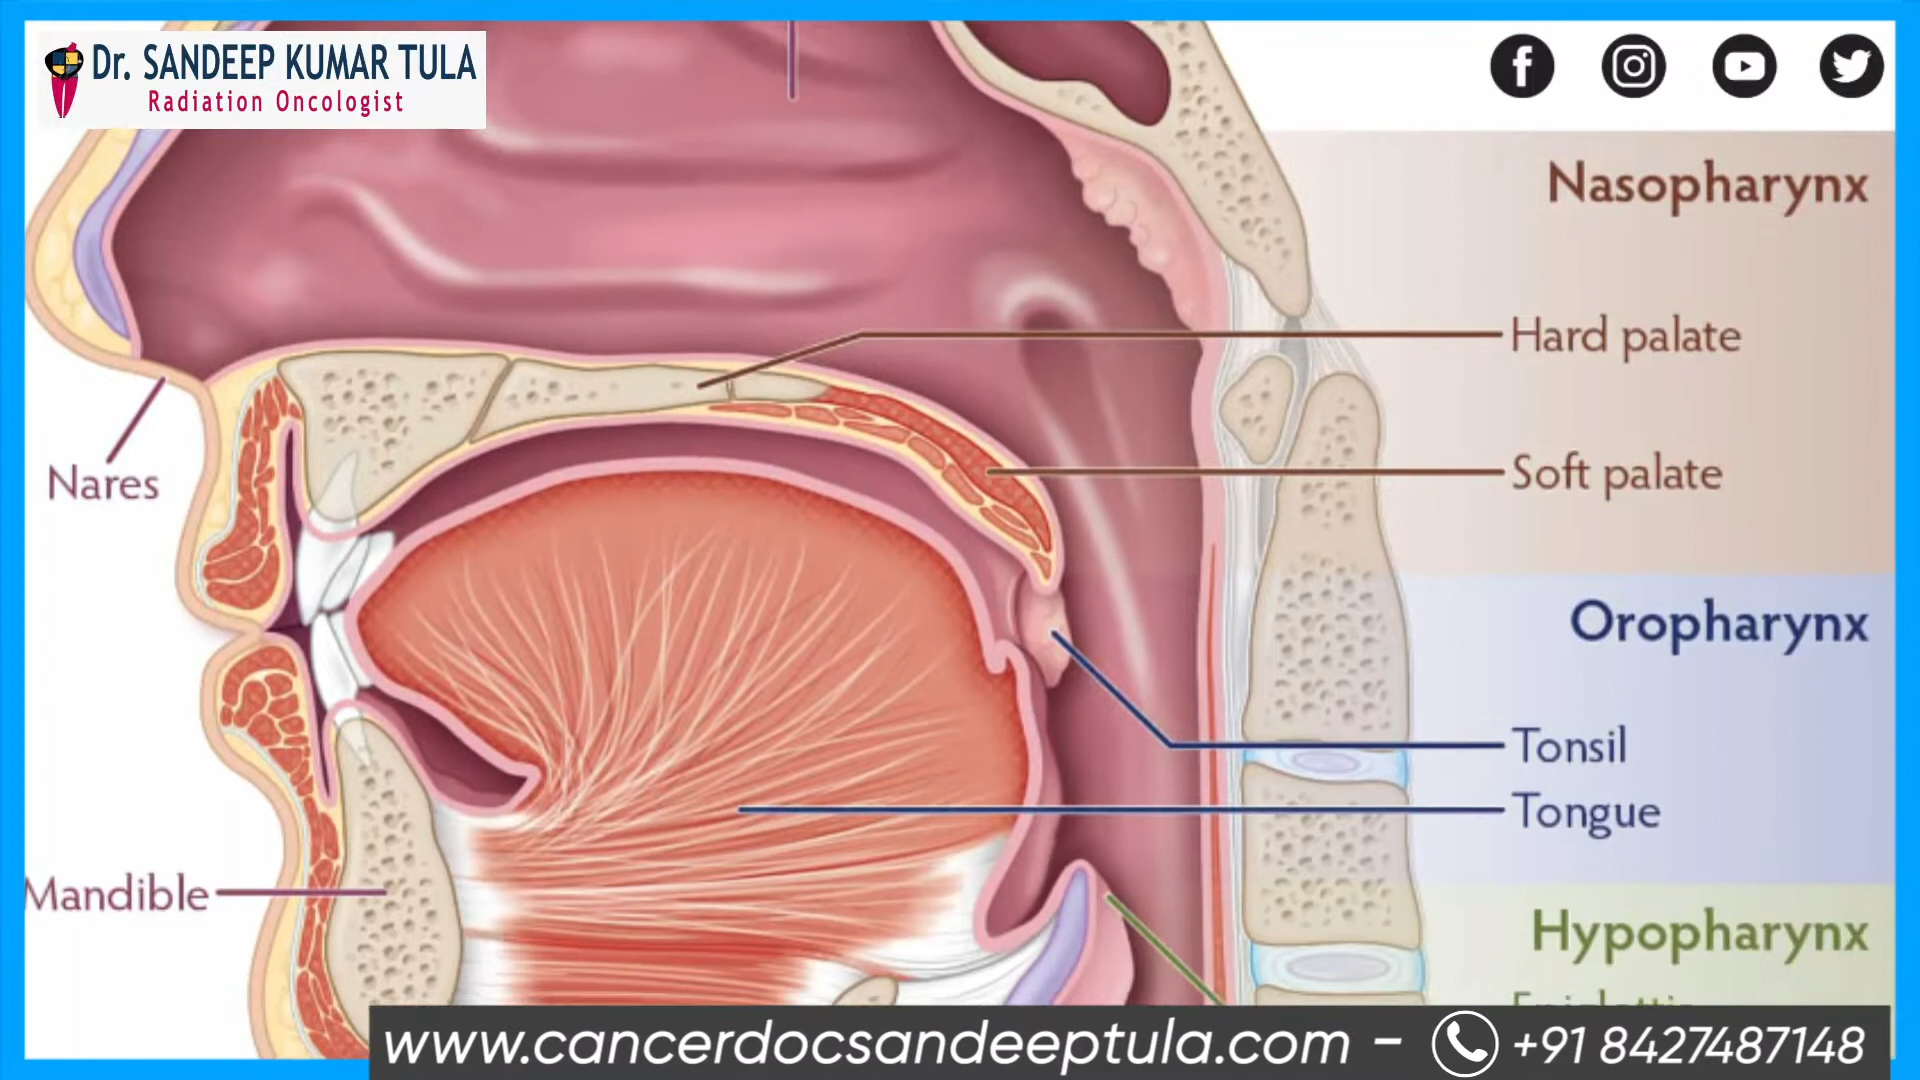 Dr. SANDEEP KUMAR TULA
Radiation Oncologist
Nasopharynx
Hard palate
Nares
Soft palate
Oropharynx
Tonsil
Tongue
Mandible
Hypopharynx
www.cancerdocsandeeptula.com - +91 8427487148